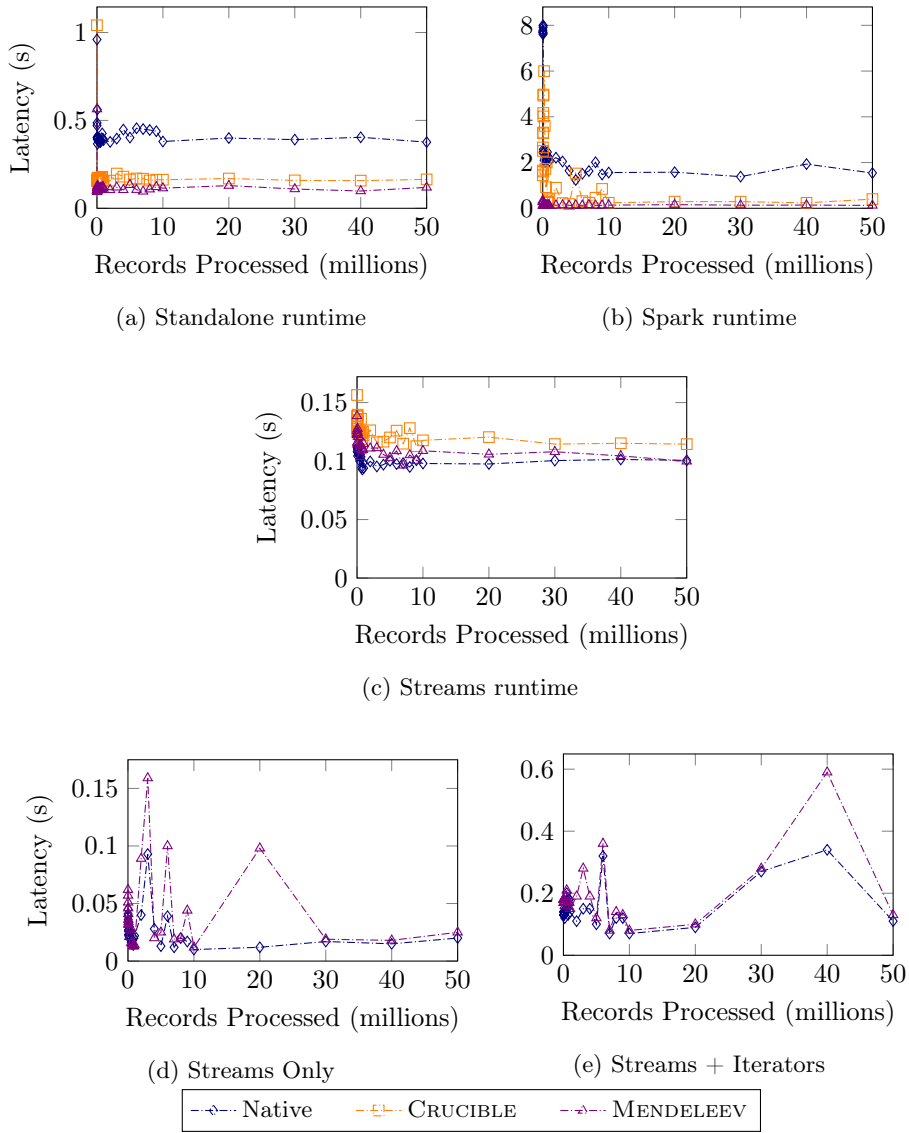 0 10 20 30 40 50
0
0.5
1
Records Processed (millions)
Latency (s)
(a) Standalone runtime
0 10 20 30 40 50
0
2
4
6
8
Records Processed (millions)
(b) Spark runtime
0 10 20 30 40 50
0
0.05
0.1
0.15
Records Processed (millions)
Latency (s)
(c) Streams runtime
0 10 20 30 40 50
0
0.05
0.1
0.15
Records Processed (millions)
Latency (s)
(d) Streams Only
0 10 20 30 40 50
0
0.2
0.4
0.6
Records Processed (millions)
(e) Streams + Iterators
Native CRUCIBLE MENDELEEV